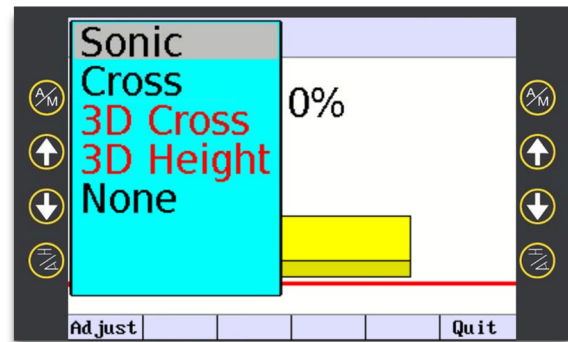 Sonic
Cross
3D Cross
3D Height
None
0%
A/M
A/M
Adjust
Quit